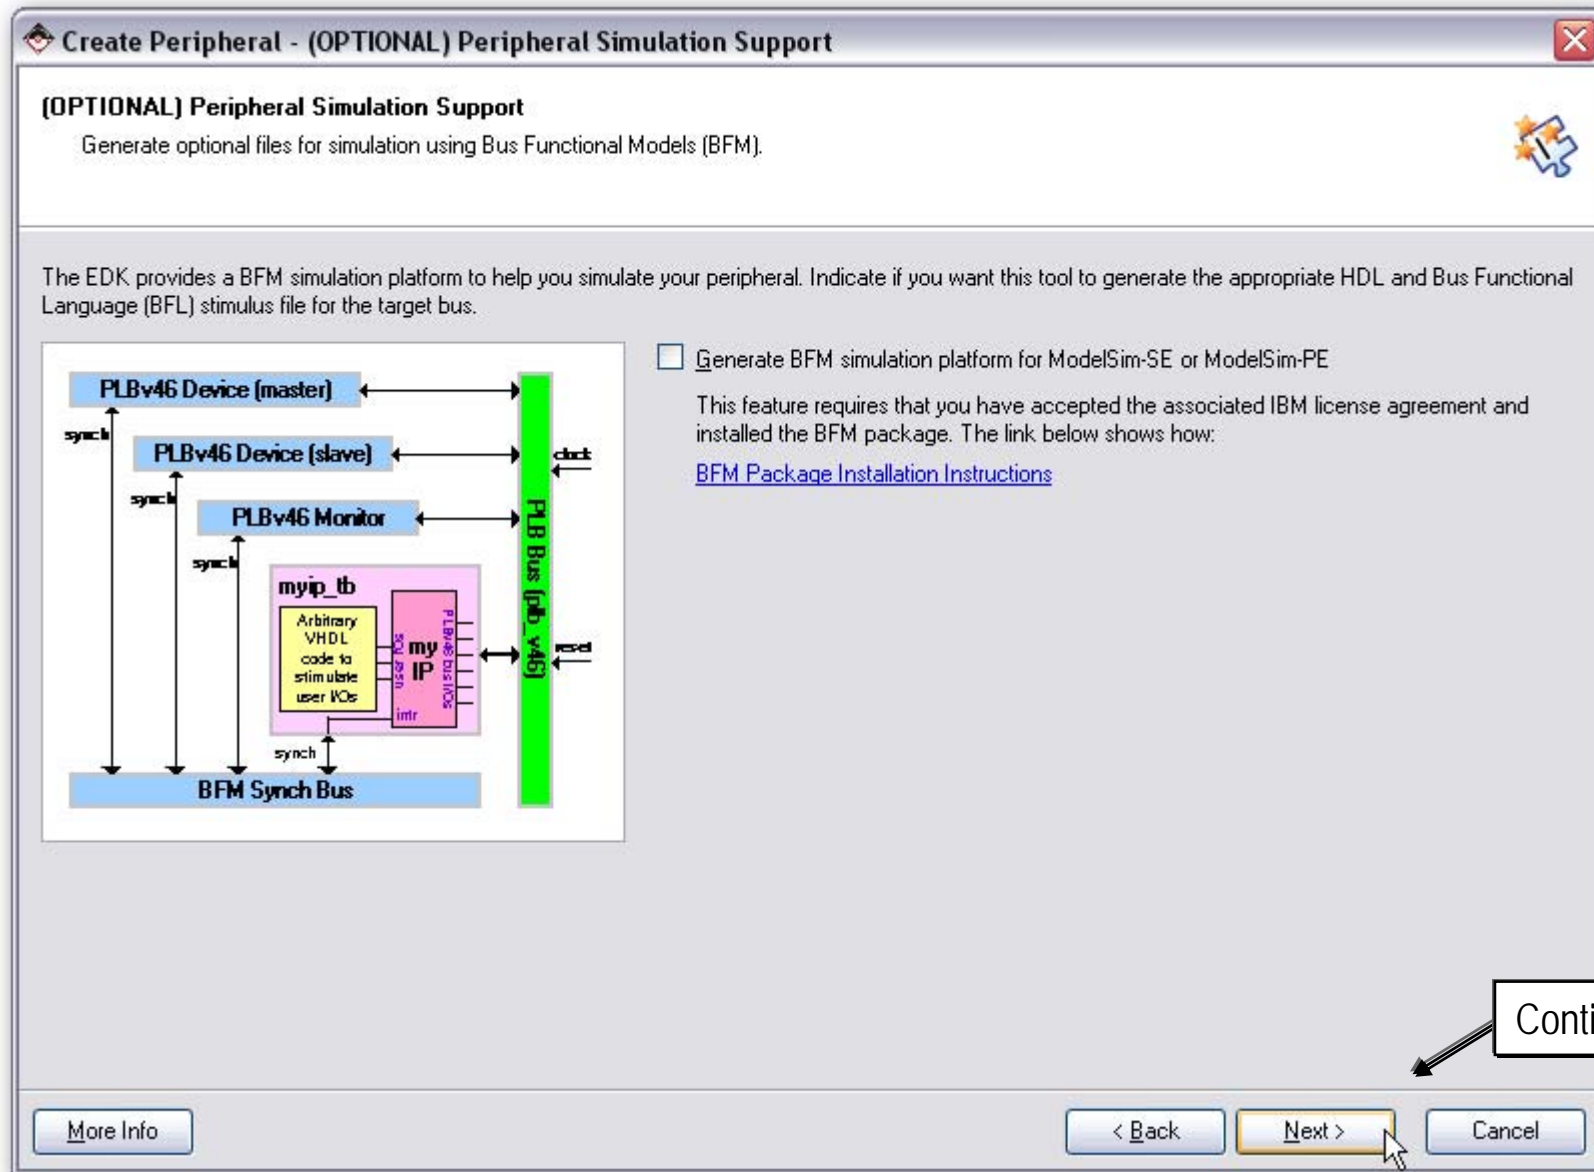 Create Peripheral - (OPTIONAL) Peripheral Simulation Support
(OPTIONAL) Peripheral Simulation Support
Generate optional files for simulation using Bus Functional Models (BFM).
The EDK provides a BFM simulation platform to help you simulate your peripheral. Indicate if you want this tool to generate the appropriate HDL and Bus Functional
Language (BFL) stimulus file for the target bus.
PLBv46 Device (master)
synch
PLBv46 Device (slave)
clock
synch
PLBv46 Monitor
synch
PLB Bus (plb_v46)
myip_tb
Arbitrary
VHDL
code to
stimulate
user I/Os
user I/Os
my
IP
PLBv46 bus I/Os
intr
reset
synch
BFM Synch Bus
Generate BFM simulation platform for ModelSim-SE or ModelSim-PE
This feature requires that you have accepted the associated IBM license agreement and
installed the BFM package. The link below shows how:
BFM Package Installation Instructions
Conti
More Info
< Back
Next >
Cancel